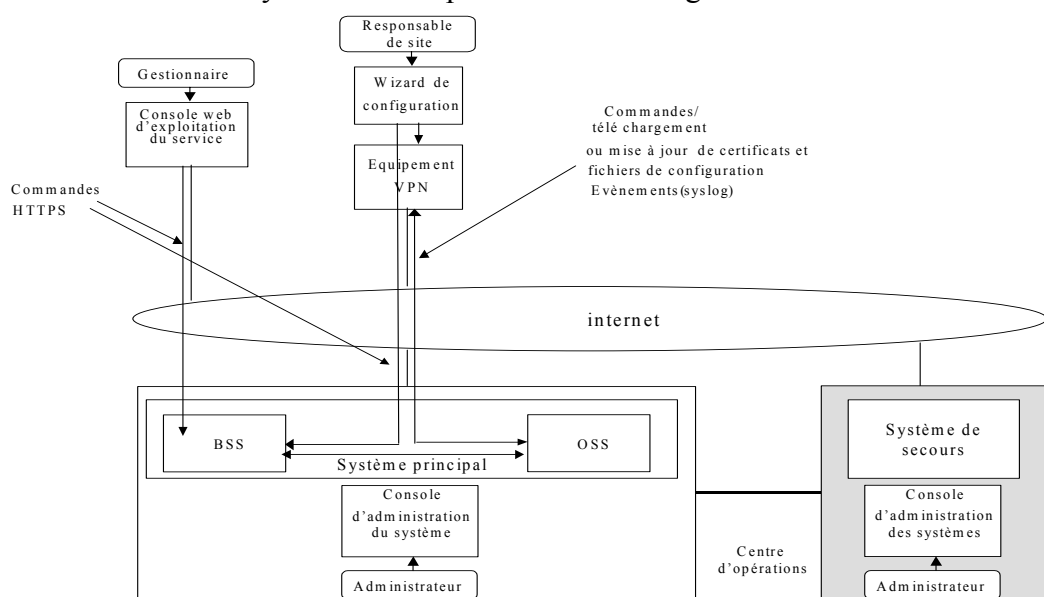 Responsable
de site
Gestionnaire
Wizard de
configuration
Console web
d'exploitation
du service
Commandes/
télé chargement
ou mise à jour de certificats et
fichiers de configuration
Evènements(syslog)
Equipement
VPN
Commandes
HTTPS
internet
BSS
OSS
Système principal
Système de
secours
Console
d'administration
du système
Console
d'administration
des systèmes
Centre
d'opérations
Administrateur
Administrateur